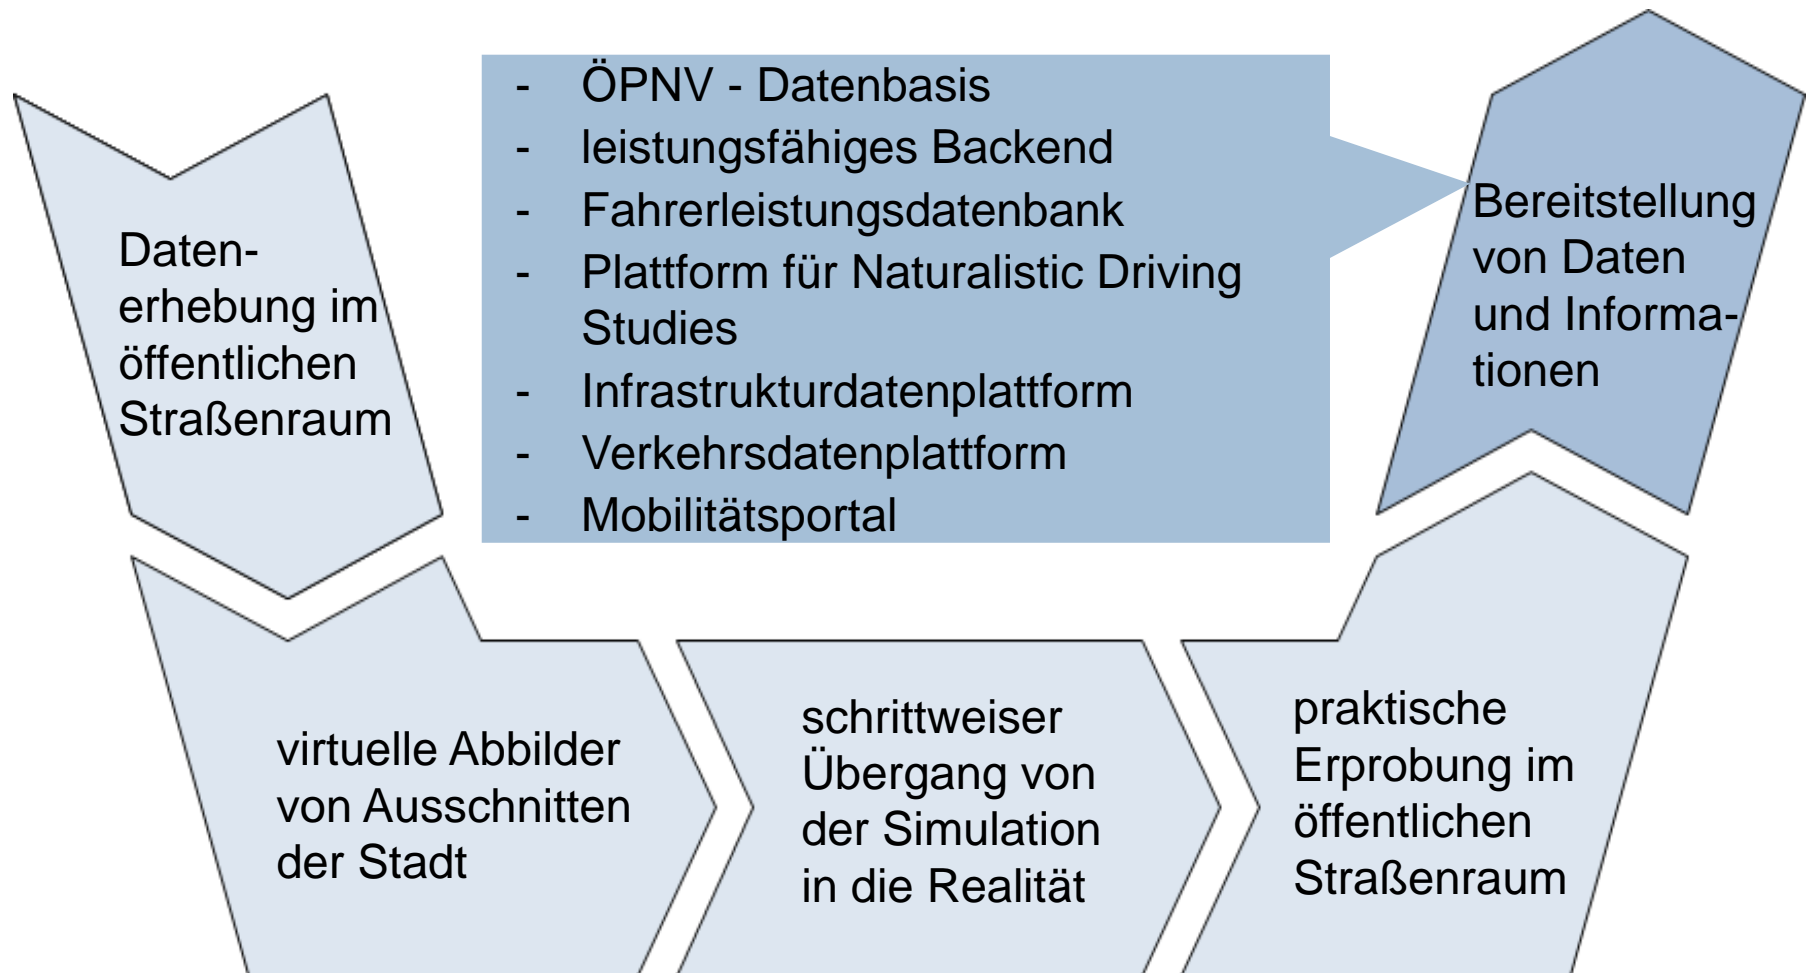 - ÖPNV - Datenbasis
- leistungsfähiges Backend
- Fahrerleistungsdatenbank
- Plattform für Naturalistic Driving
Studies
- Infrastrukturdatenplattform
- Verkehrsdatenplattform
- Mobilitätsportal
Daten-
erhebung im
öffentlichen
Straßenraum
virtuelle Abbilder
von Ausschnitten
der Stadt
schrittweiser
Übergang von
der Simulation
in die Realität
praktische
Erprobung im
öffentlichen
Straßenraum
Bereitstellung
von Daten
und Informa-
tionen